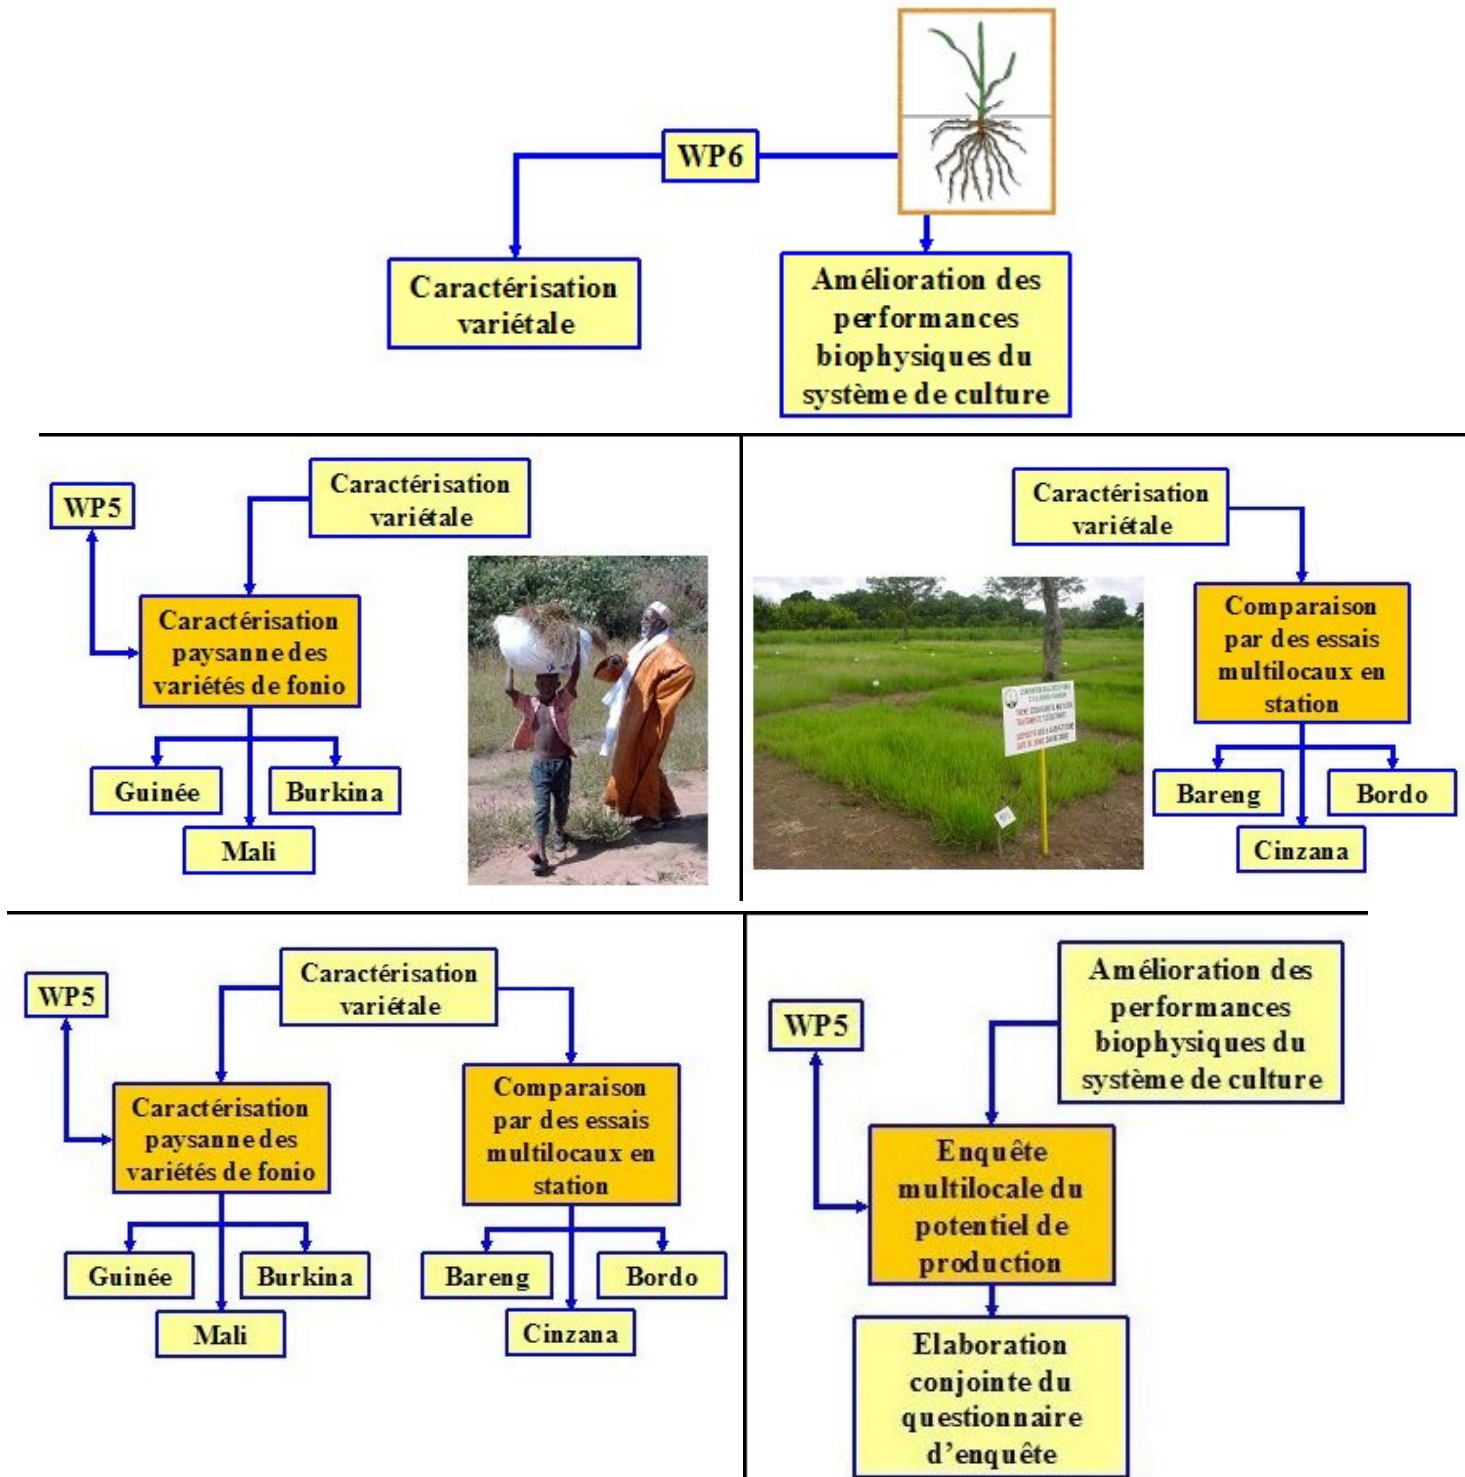 WP6
Caractérisation
variétale
Amélioration des
performances
biophysiques du
système de culture
Caractérisation
variétale
WP5
Caractérisation
paysanne des
variétés de fonio
Guinée
Burkina
Mali
Caractérisation
variétale
Comparaison
par des essais
multilocaux en
station
Bareng
Bordo
Cinzana
Caractérisation
variétale
WP5
Caractérisation
paysanne des
variétés de fonio
Comparaison
par des essais
multilocaux en
station
Guinée
Burkina
Mali
Bareng
Bordo
Cinzana
Amélioration des
performances
biophysiques du
système de culture
WP5
Enquête
multilocale du
potentiel de
production
Elaboration
conjointe du
questionnaire
d'enquête